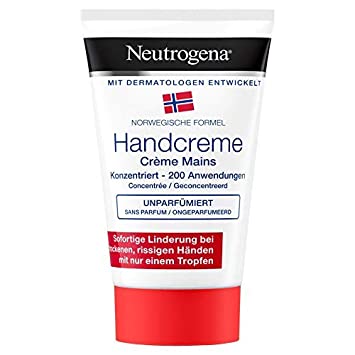 Neutrogena®
MIT DERMATOLOGEN ENTWICKELT
NORWEGISCHE FORMEL
Handcreme
Crème Mains
Konzentriert - 200 Anwendungen
Concentrée / Geconcentreerd
UNPARFÜMIERT
SANS PARFUM / ONGEPARFUMEERD
Sofortige Linderung bei
rockenen, rissigen Händen
mit nur einem Tropfen